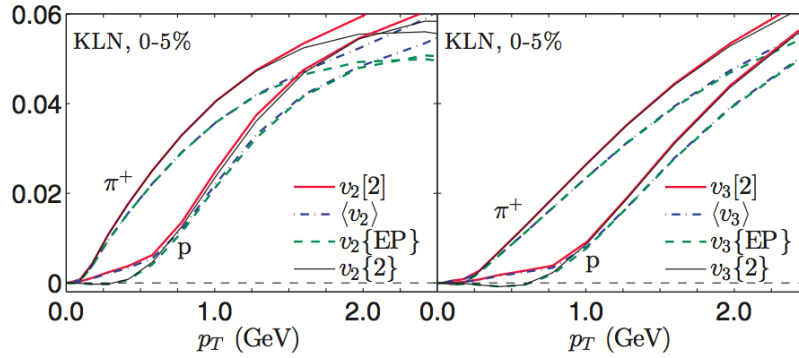 0.06
0.04
0.02
0
KLN, 0-5%
π⁺
p
v₂[2]
⟨v₂⟩
v₂{EP}
v₂{2}
0.0
1.0
2.0
p_T (GeV)
KLN, 0-5%
π⁺
p
v₃[2]
⟨v₃⟩
v₃{EP}
v₃{2}
0.0
1.0
2.0
p_T (GeV)